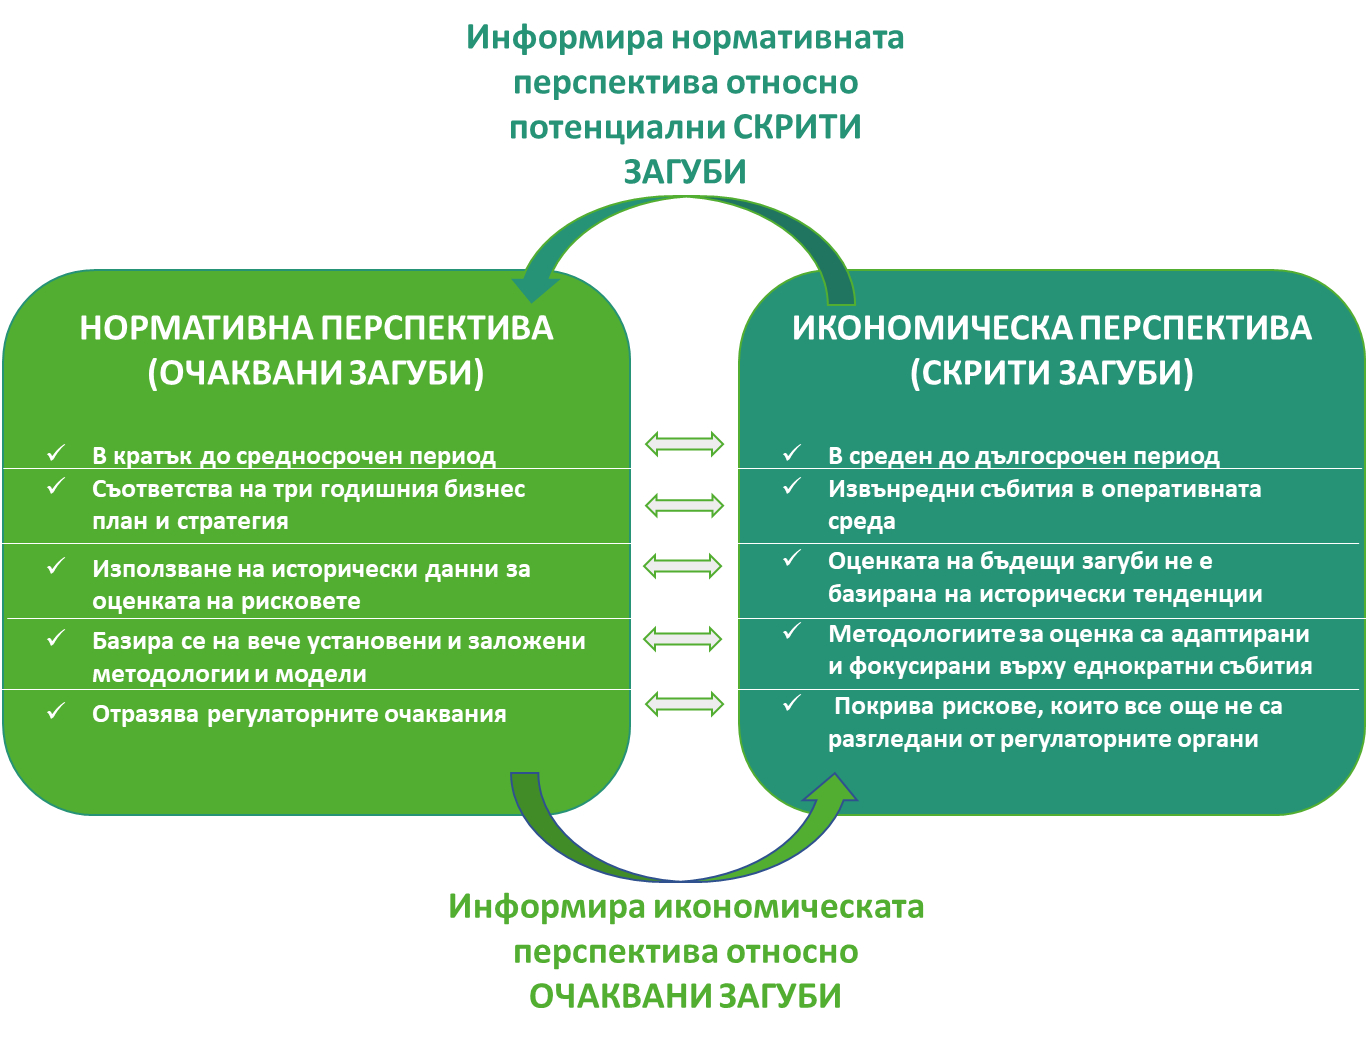 Информира нормативната
перспектива относно
потенциални СКРИТИ
ЗАГУБИ
НОРМАТИВНА ПЕРСПЕКТИВА
(ОЧАКВАНИ ЗАГУБИ)
✓ В кратък до средносрочен период
✓ Съответства на три годишния бизнес
план и стратегия
✓ Използване на исторически данни за
оценката на рисковете
✓ Базира се на вече установени и заложени
методологии и модели
✓ Отразява регулаторните очаквания
ИКОНОМИЧЕСКА ПЕРСПЕКТИВА
(СКРИТИ ЗАГУБИ)
✓ В среден до дългосрочен период
✓ Извънредни събития в оперативната
среда
✓ Оценката на бъдещи загуби не е
базирана на исторически тенденции
✓ Методологиите за оценка са адаптирани
и фокусирани върху еднократни събития
✓ Покрива рискове, които все още не са
разгледани от регулаторните органи
Информира икономическата
перспектива относно
ОЧАКВАНИ ЗАГУБИ